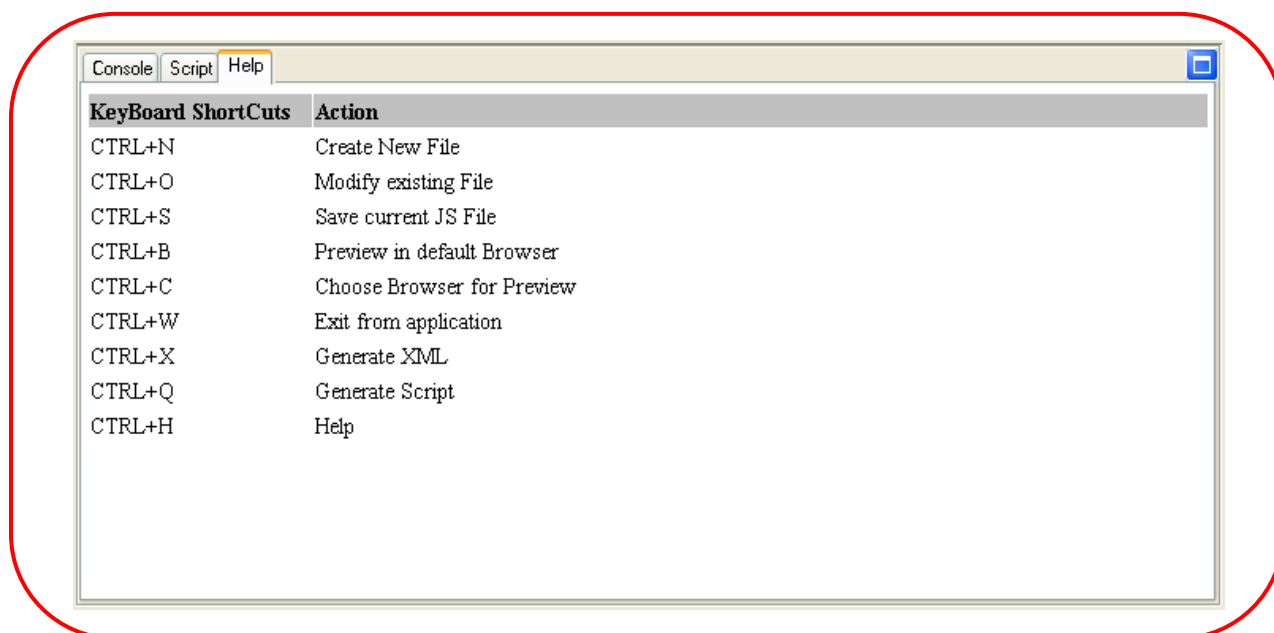 Console Script Help
KeyBoard ShortCuts Action
CTRL+N Create New File
CTRL+O Modify existing File
CTRL+S Save current JS File
CTRL+B Preview in default Browser
CTRL+C Choose Browser for Preview
CTRL+W Exit from application
CTRL+X Generate XML
CTRL+Q Generate Script
CTRL+H Help